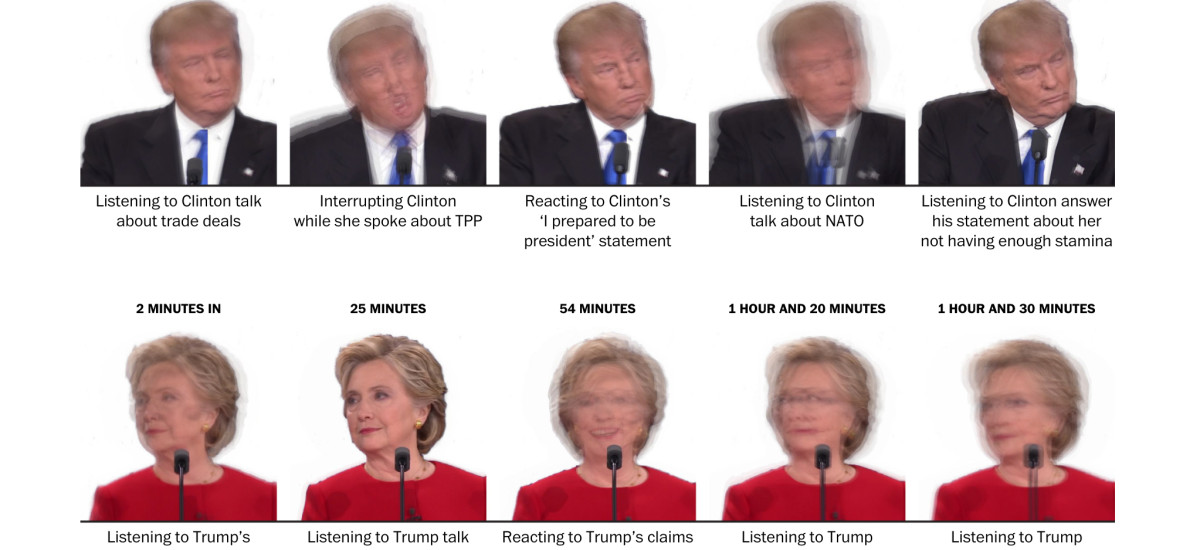 Listening to Clinton talk
about trade deals
Interrupting Clinton
while she spoke about TPP
Reacting to Clinton’s
‘I prepared to be
president’ statement
Listening to Clinton
talk about NATO
Listening to Clinton answer
his statement about her
not having enough stamina
2 MINUTES IN
25 MINUTES
54 MINUTES
1 HOUR AND 20 MINUTES
1 HOUR AND 30 MINUTES
Listening to Trump’s
Listening to Trump talk
Reacting to Trump’s claims
Listening to Trump
Listening to Trump